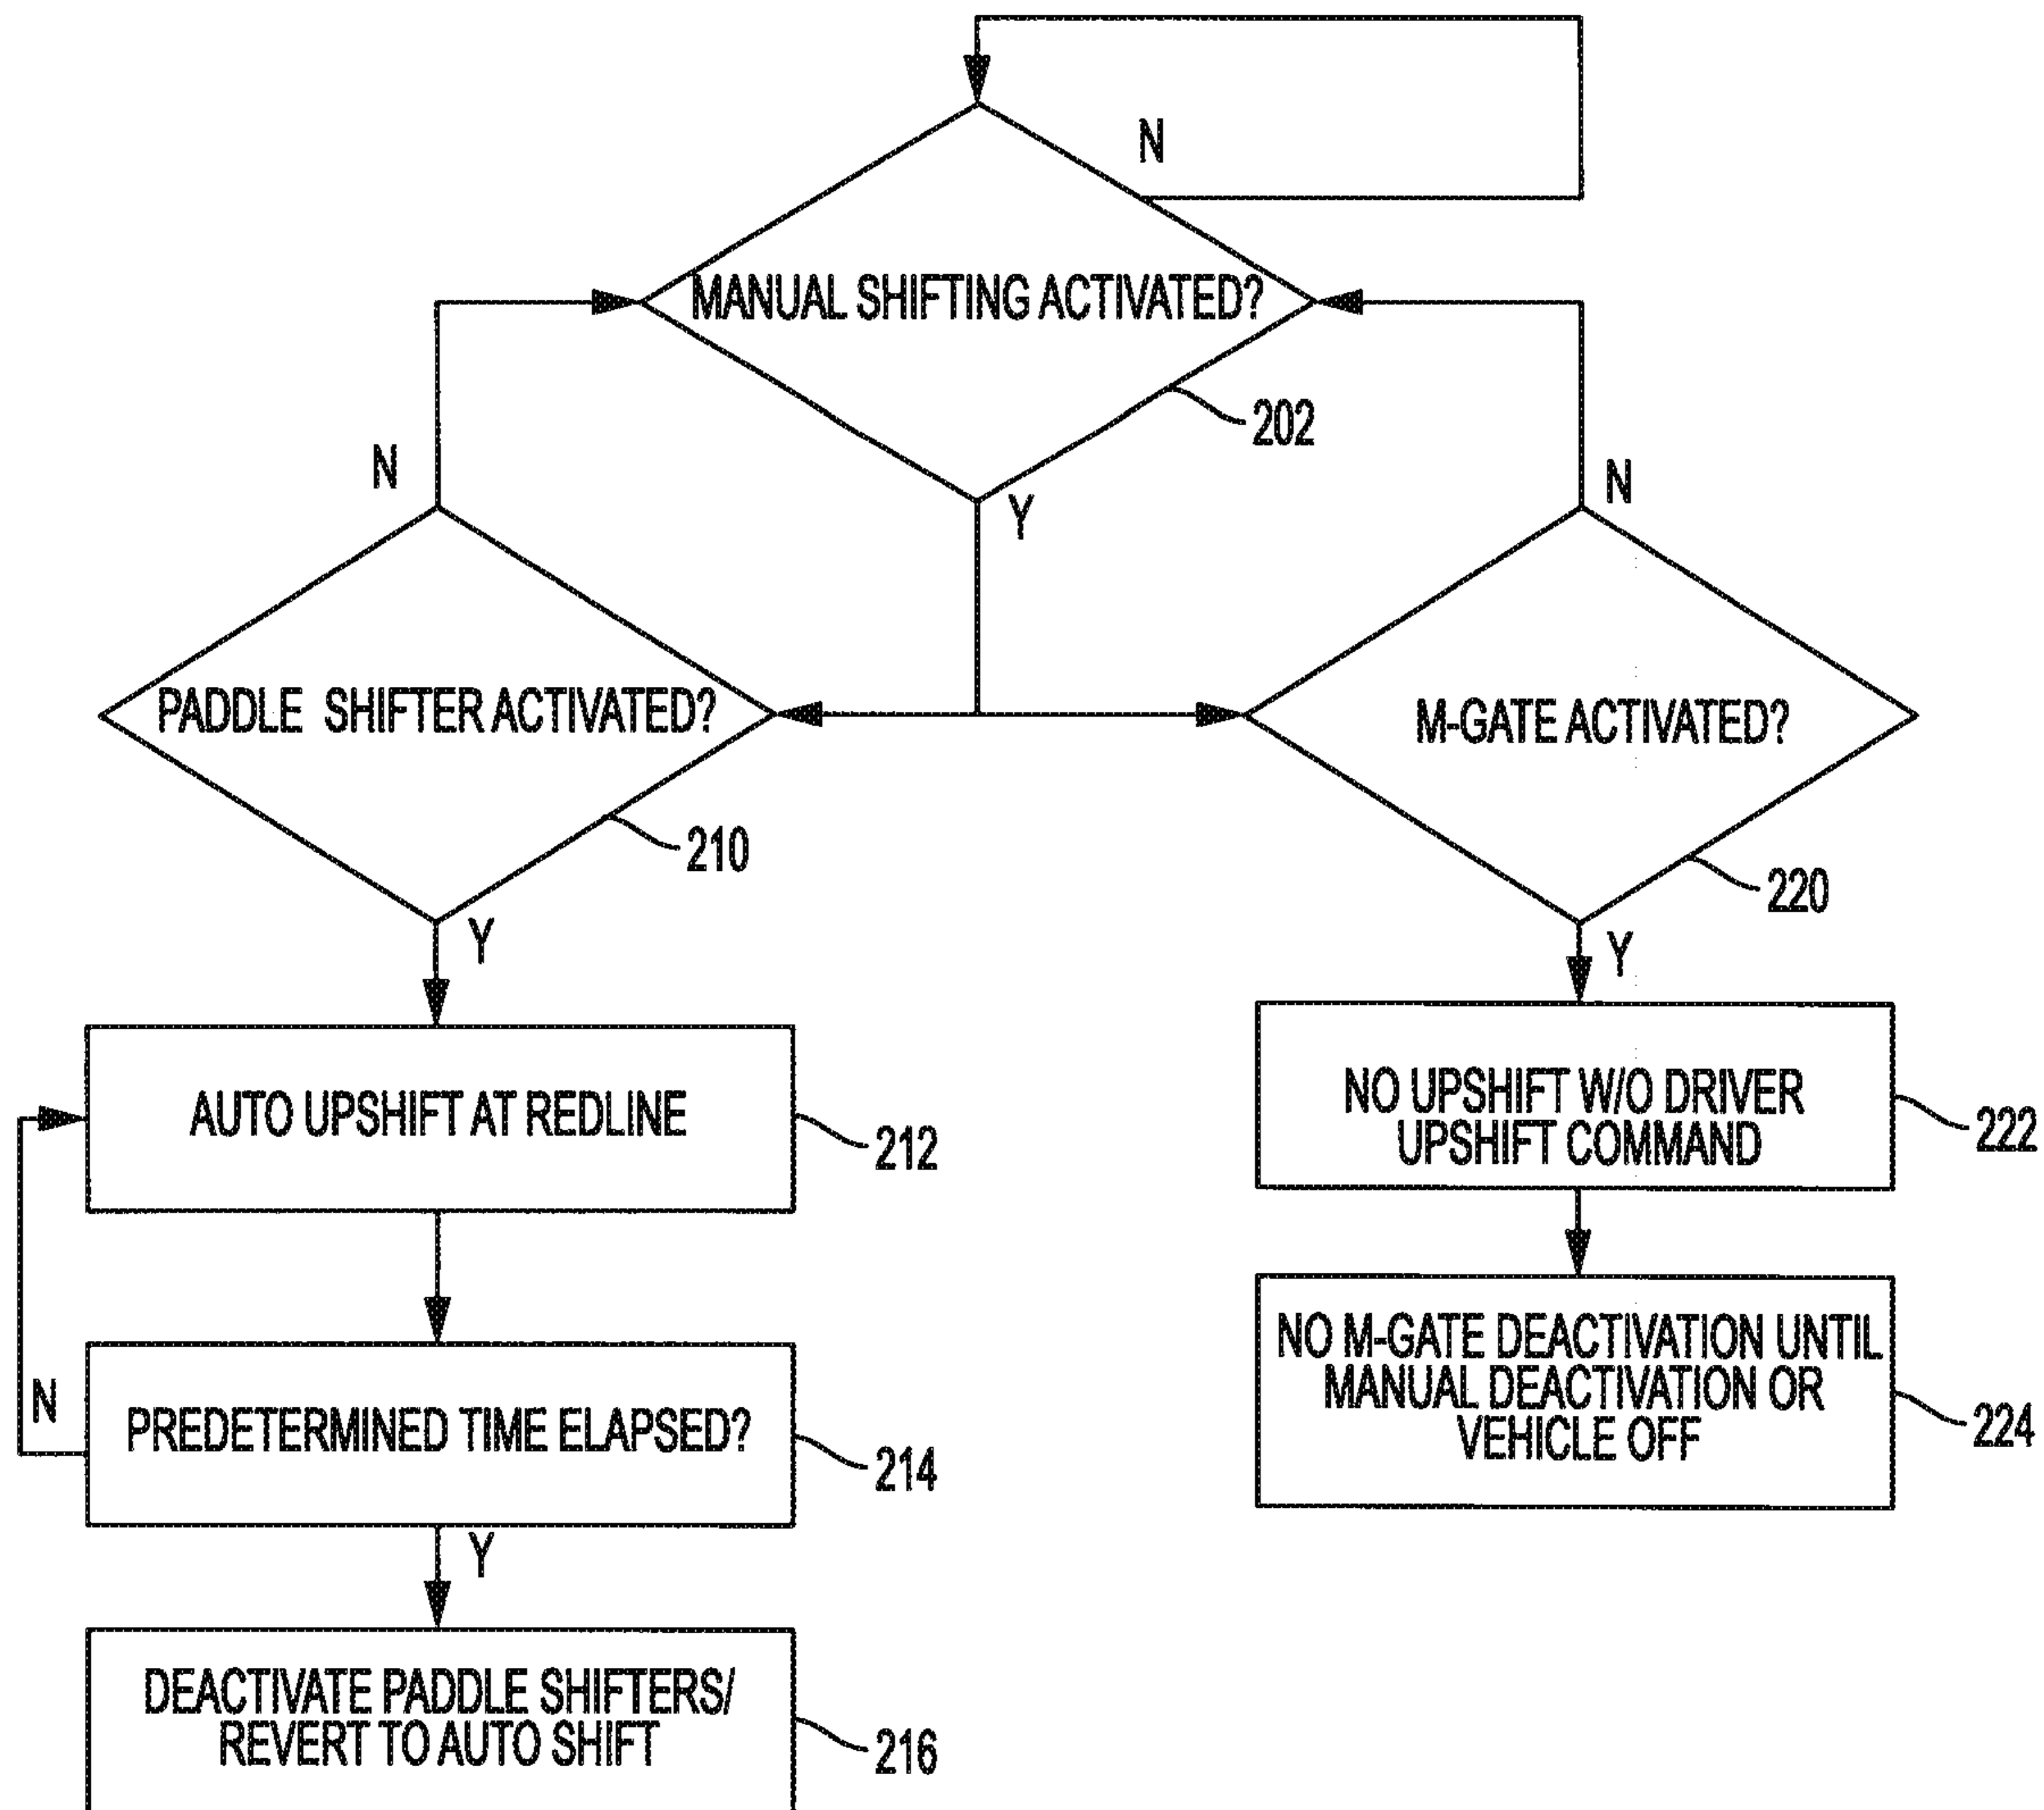 N
MANUAL SHIFTING ACTIVATED?
202
N
Y
N
PADDLE SHIFTER ACTIVATED?
M-GATE ACTIVATED?
210
220
Y
Y
AUTO UPSHIFT AT REDLINE
212
NO UPSHIFT W/O DRIVER
UPSHIFT COMMAND
222
N
PREDETERMINED TIME ELAPSED?
214
NO M-GATE DEACTIVATION UNTIL
MANUAL DEACTIVATION OR
VEHICLE OFF
224
Y
DEACTIVATE PADDLE SHIFTERS/
REVERT TO AUTO SHIFT
216